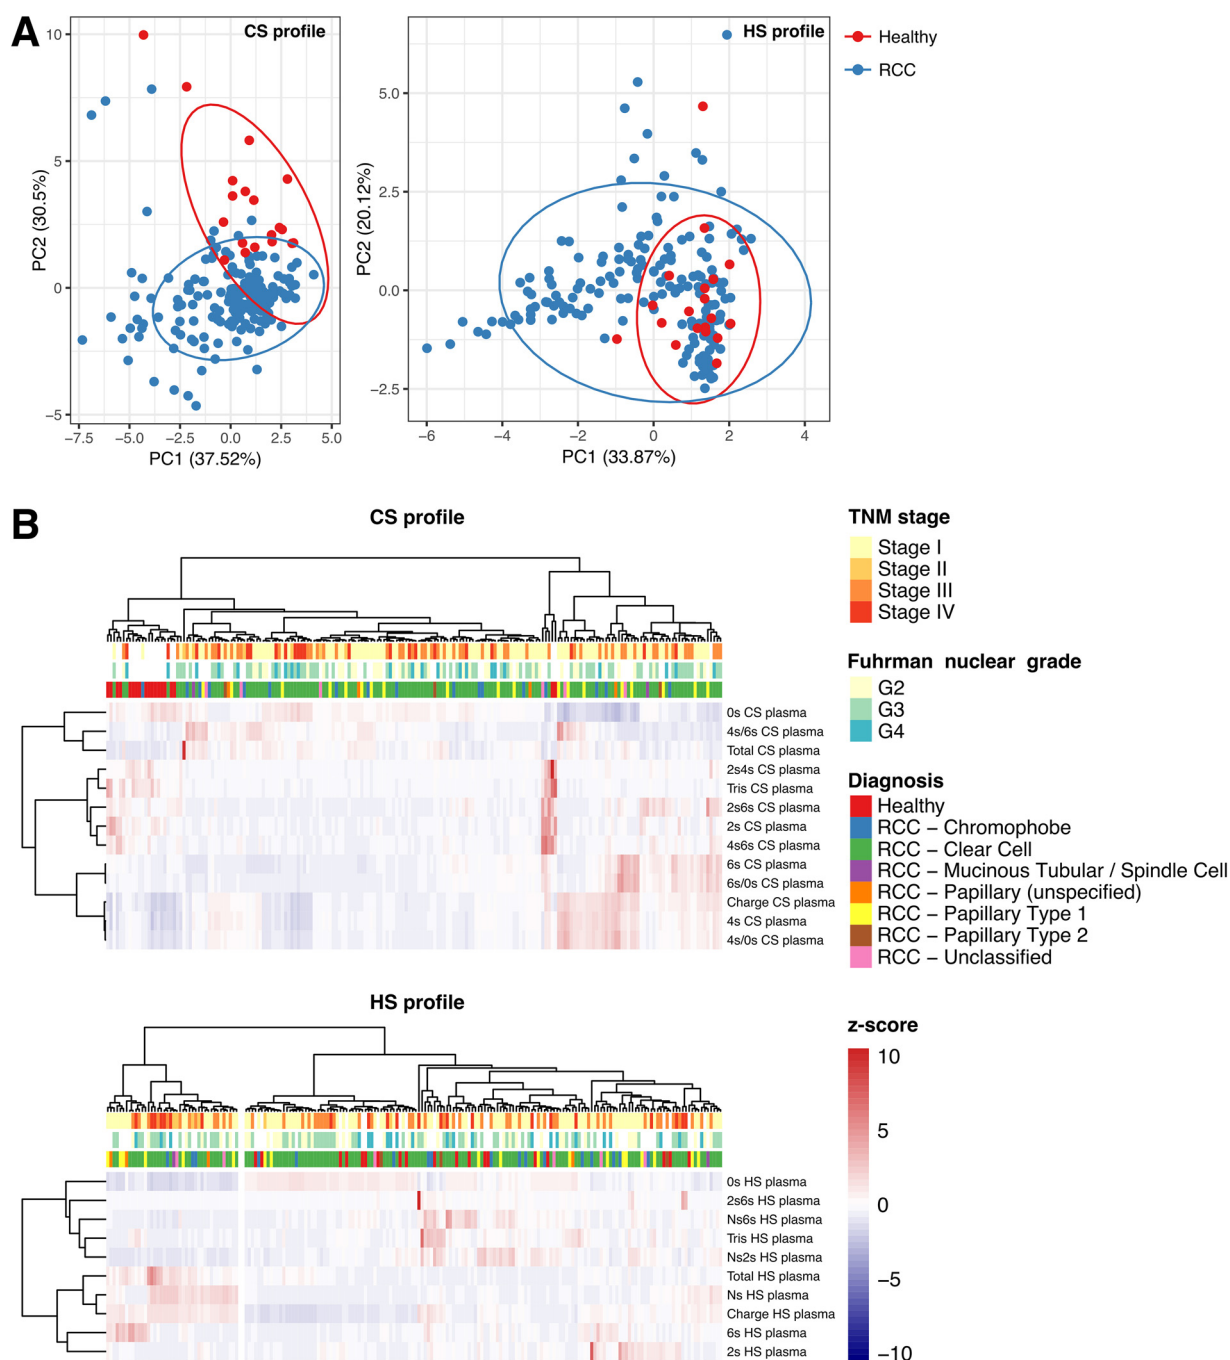 A
CS profile
HS profile
Healthy
RCC
10
5
0
−5
PC2 (30.5%)
−7.5 −5.0 −2.5 0.0 2.5 5.0
PC1 (37.52%)
5.0
2.5
0.0
−2.5
PC2 (20.12%)
−6 −4 −2 0 2 4
PC1 (33.87%)
B
CS profile
0s CS plasma
4s/6s CS plasma
Total CS plasma
2s4s CS plasma
Tris CS plasma
2s6s CS plasma
2s CS plasma
4s6s CS plasma
6s CS plasma
6s/0s CS plasma
Charge CS plasma
4s CS plasma
4s/0s CS plasma
TNM stage
Stage I
Stage II
Stage III
Stage IV
Fuhrman nuclear grade
G2
G3
G4
Diagnosis
Healthy
RCC − Chromophobe
RCC − Clear Cell
RCC − Mucinous Tubular / Spindle Cell
RCC − Papillary (unspecified)
RCC − Papillary Type 1
RCC − Papillary Type 2
RCC − Unclassified
HS profile
0s HS plasma
2s6s HS plasma
Ns6s HS plasma
Tris HS plasma
Ns2s HS plasma
Total HS plasma
Ns HS plasma
Charge HS plasma
6s HS plasma
2s HS plasma
z-score
10
5
0
−5
−10